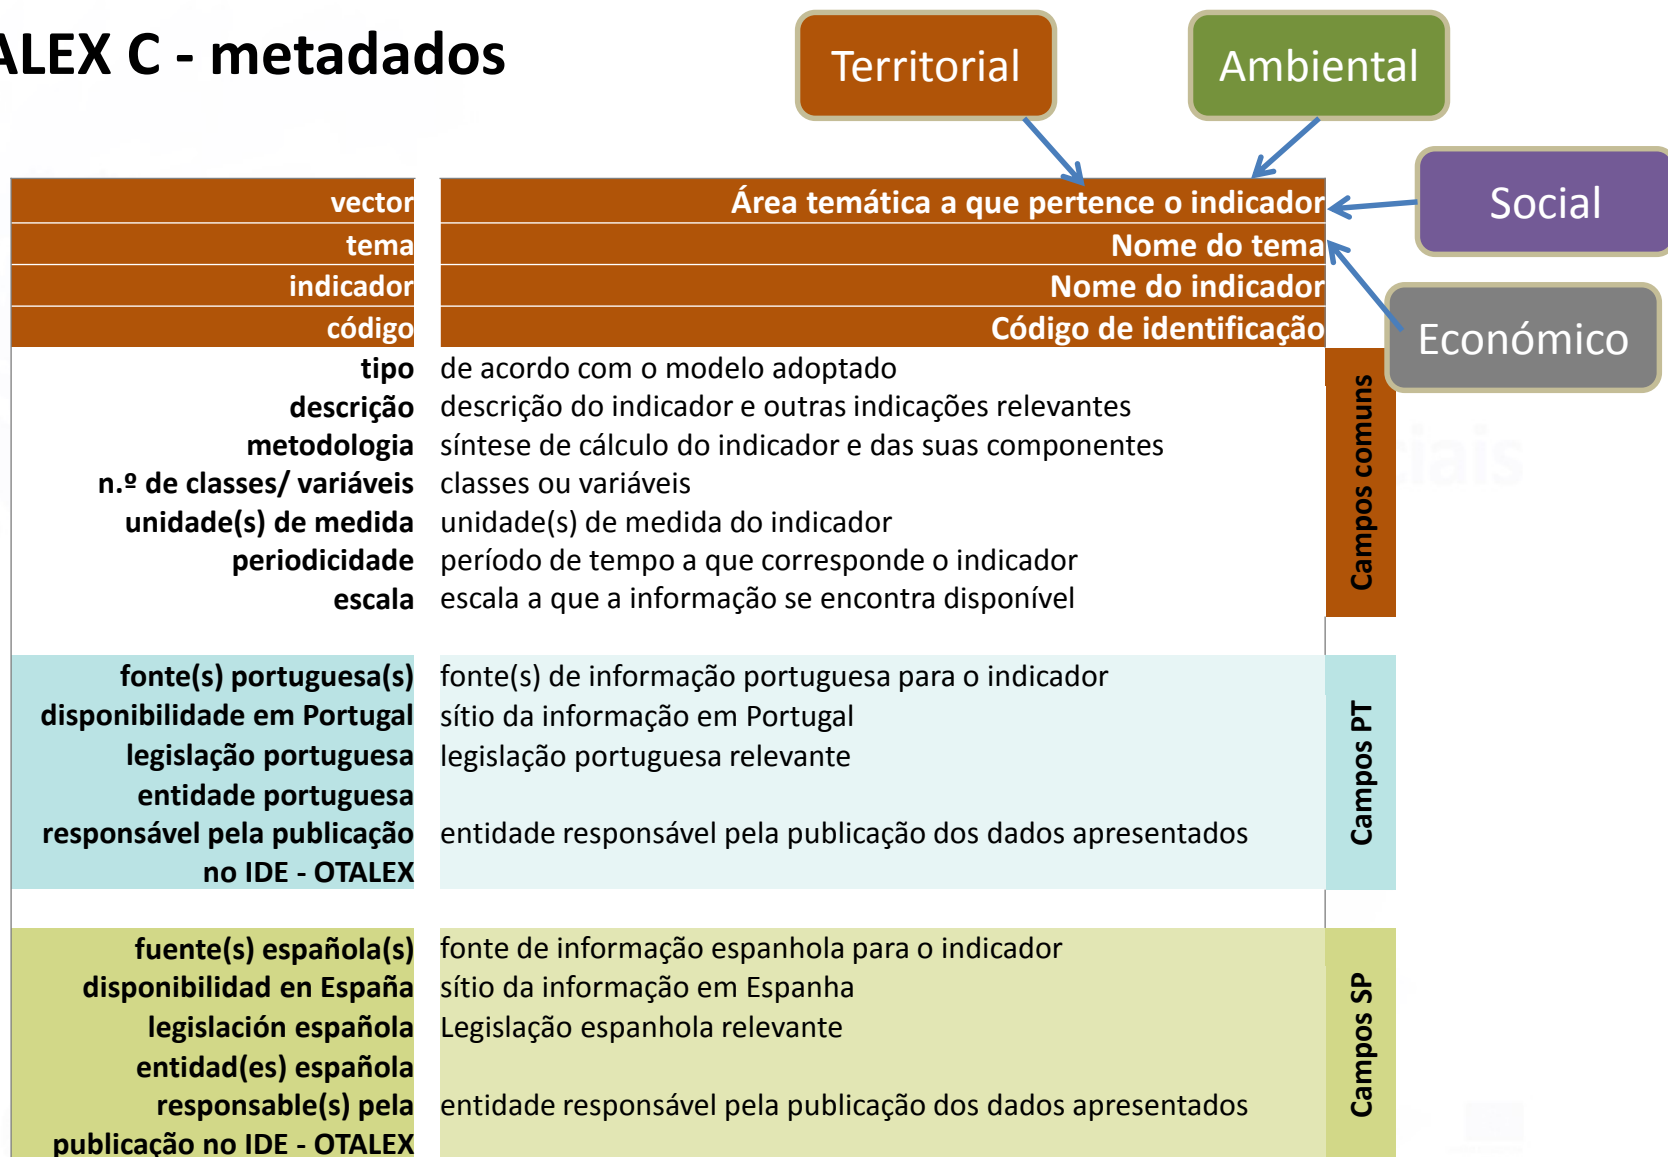 ALEX C - metadados
Territorial
Ambiental
Social
Económico
vector Área temática a que pertence o indicador
tema Nome do tema
indicador Nome do indicador
código Código de identificação
tipo de acordo com o modelo adoptado
descrição descrição do indicador e outras indicações relevantes
metodologia síntese de cálculo do indicador e das suas componentes
n.º de classes/ variáveis classes ou variáveis
unidade(s) de medida unidade(s) de medida do indicador
periodicidade período de tempo a que corresponde o indicador
escala escala a que a informação se encontra disponível
Campos comuns
ciais
fonte(s) portuguesa(s) fonte(s) de informação portuguesa para o indicador
disponibilidade em Portugal sítio da informação em Portugal
legislação portuguesa legislação portuguesa relevante
entidade portuguesa
responsável pela publicação entidade responsável pela publicação dos dados apresentados
no IDE - OTALEX
Campos PT
fuente(s) española(s) fonte de informação espanhola para o indicador
disponibilidad en España sítio da informação em Espanha
legislación española Legislação espanhola relevante
entidad(es) española
responsable(s) pela entidade responsável pela publicação dos dados apresentados
publicação no IDE - OTALEX
Campos SP